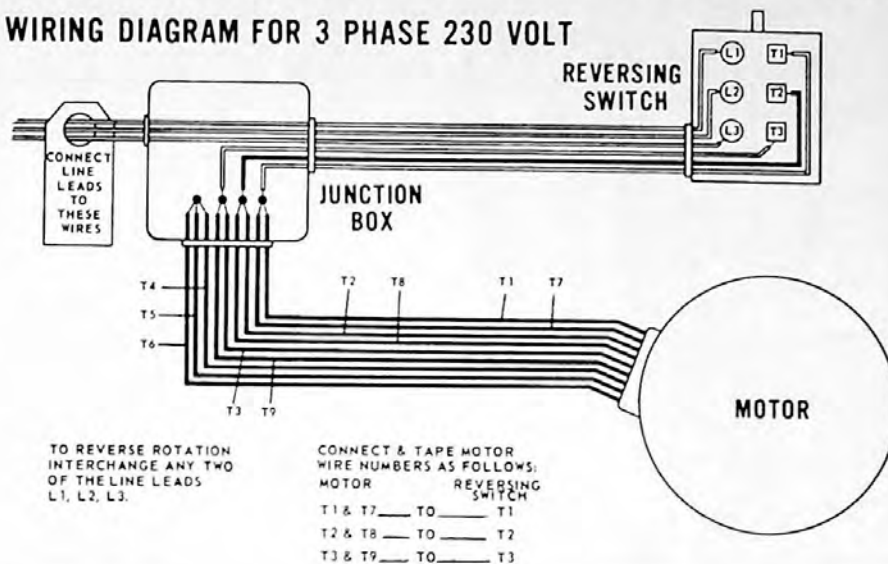 WIRING DIAGRAM FOR 3 PHASE 230 VOLT
REVERSING
SWITCH
L1 T1
L2 T2
L3 T3
CONNECT
LINE
LEADS
TO
THESE
WIRES
JUNCTION
BOX
T4
T5
T6
T2
T8
T1
T7
T3
T9
MOTOR
TO REVERSE ROTATION
INTERCHANGE ANY TWO
OF THE LINE LEADS
L1, L2, L3.
CONNECT & TAPE MOTOR
WIRE NUMBERS AS FOLLOWS:
MOTOR REVERSING
SWITCH
T1 & T7 TO T1
T2 & T8 TO T2
T3 & T9 TO T3